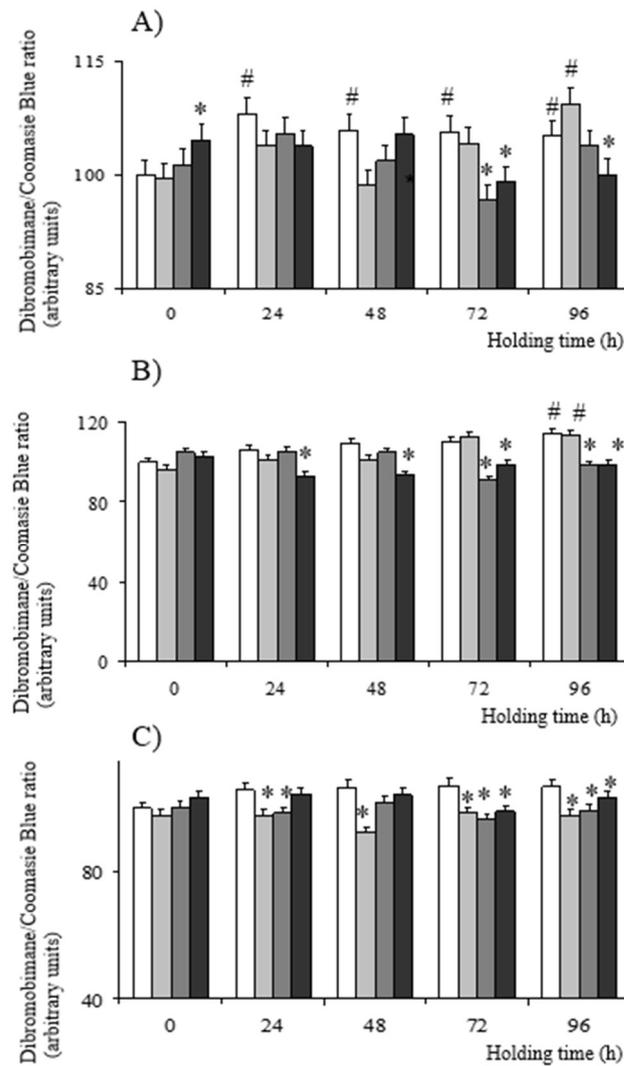 A)
Dibromobimane/Coomasie Blue ratio
(arbitrary units)
115
100
85
# # # # #
* * * * *
0 24 48 72 96
Holding time (h)
B)
Dibromobimane/Coomasie Blue ratio
(arbitrary units)
120
80
40
0
# #
* * * * * *
0 24 48 72 96
Holding time (h)
C)
Dibromobimane/Coomasie Blue ratio
(arbitrary units)
80
40
* * * * * * * * *
0 24 48 72 96
Holding time (h)